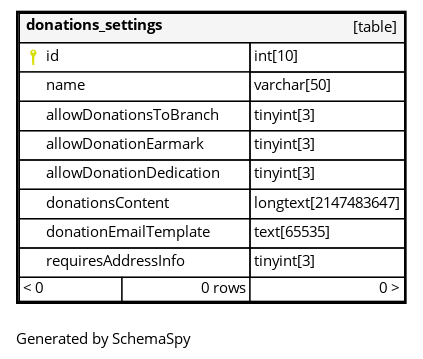 donations_settings [table]
id int[10]
name varchar[50]
allowDonationsToBranch tinyint[3]
allowDonationEarmark tinyint[3]
allowDonationDedication tinyint[3]
donationsContent longtext[2147483647]
donationEmailTemplate text[65535]
requiresAddressInfo tinyint[3]
< 0 0 rows 0 >
Generated by SchemaSpy